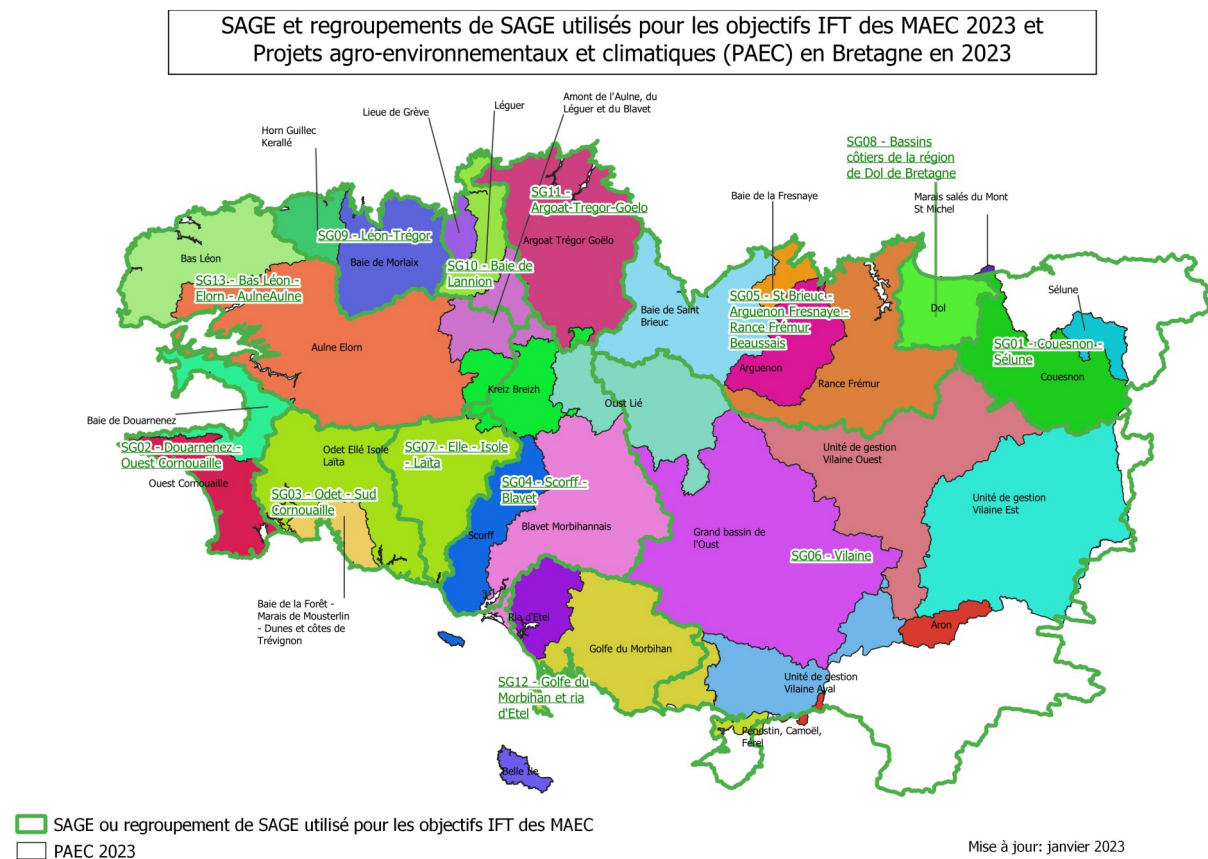 SAGE et regroupements de SAGE utilisés pour les objectifs IFT des MAEC 2023 et
Projets agro-environnementaux et climatiques (PAEC) en Bretagne en 2023
Amont de l'Aulne, du
Léguer et du Blavet
Léguer
Lieue de Grève
Horn Guillec
Kerallé
SG08 - Bassins
côtiers de la région
de Dol de Bretagne
Baie de la Fresnaye
Marais salés du Mont
St Michel
SG11 -
Argoat-Tregor-Goelo
Argoat Trégor Goëlo
SG09 - Léon-Trégor
Baie de Morlaix
Bas Léon
SG10 - Baie de
Lannion
SG13 - Bas Léon -
Elorn - AulneAulne
Sélune
Baie de Saint
Brieuc
SG05 - St Brieuc -
Arguenon Fresnaye -
Rance Frémur
Beaussais
Dol
SG01 - Couesnon -
Sélune
Couesnon
Aulne Elorn
Arguenon
Rance Frémur
Kreiz Breizh
Oust Lié
Baie de Douarnenez
SG02 - Douarnenez -
Ouest Cornouaille
Ouest Cornouaille
Odet Ellé Isole
Laïta
SG07 - Elle - Isole
- Laïta
Unité de gestion
Vilaine Ouest
SG03 - Odet - Sud
Cornouaille
SG04 - Scorff -
Blavet
Unité de gestion
Vilaine Est
Blavet Morbihannais
Scorff
Grand bassin de
l'Oust
SG06 - Vilaine
Baie de la Forêt -
Marais de Mousterlin
- Dunes et côtes de
Trévignon
Ria d'Etel
Aron
Golfe du Morbihan
SG12 - Golfe du
Morbihan et ria
d'Etel
Unité de gestion
Vilaine Aval
Pénestin, Camoël,
Férel
Belle Ile
SAGE ou regroupement de SAGE utilisé pour les objectifs IFT des MAEC
PAEC 2023
Mise à jour: janvier 2023